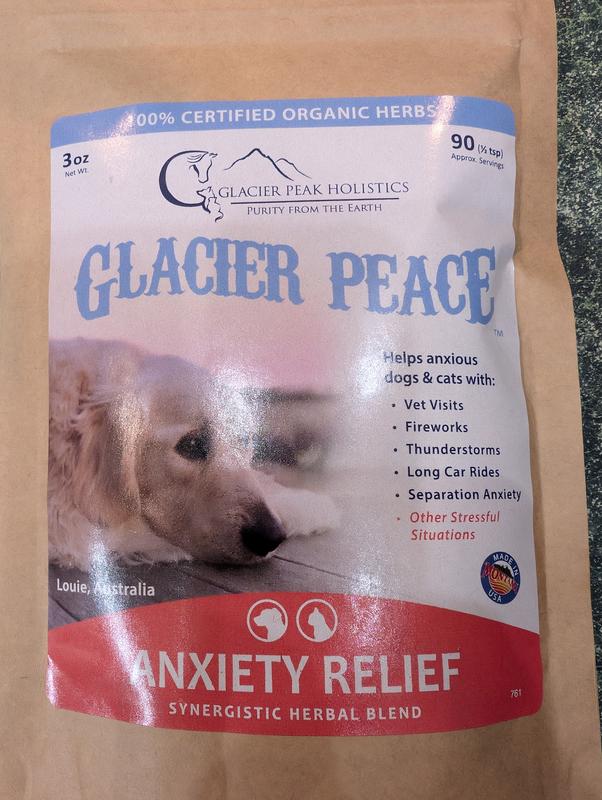 100% CERTIFIED ORGANIC HERBS
3oz
Net Wt.
90 (½ tsp)
Approx. Servings
GLACIER PEAK HOLISTICS
PURITY FROM THE EARTH
GLACIER PEACE™
Helps anxious
dogs & cats with:
• Vet Visits
• Fireworks
• Thunderstorms
• Long Car Rides
• Separation Anxiety
• Other Stressful
Situations
Louie, Australia
MADE IN
USA
ANXIETY RELIEF
761
SYNERGISTIC HERBAL BLEND